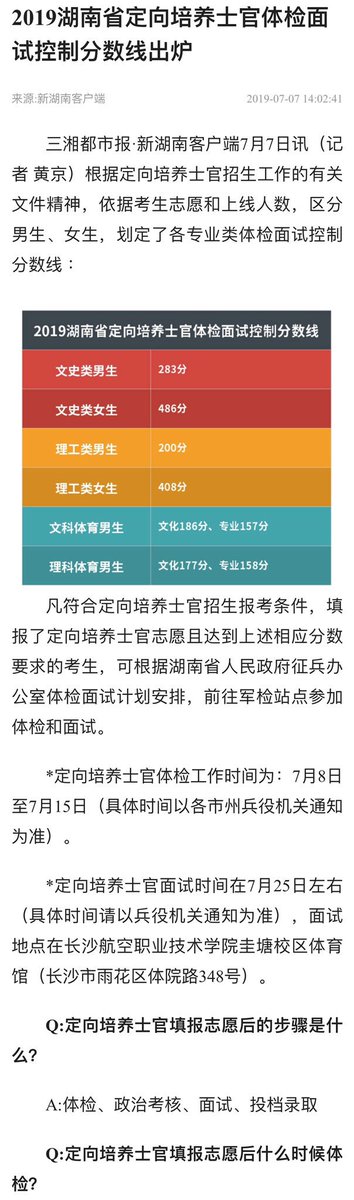 2019湖南省定向培养士官体检面
试控制分数线出炉
来源:新湖南客户端 2019-07-07 14:02:41
三湘都市报·新湖南客户端7月7日讯（记
者 黄京）根据定向培养士官招生工作的有关
文件精神，依据考生志愿和上线人数，区分
男生、女生，划定了各专业类体检面试控制
分数线：
2019湖南省定向培养士官体检面试控制分数线
文史类男生 283分
文史类女生 486分
理工类男生 200分
理工类女生 408分
文科体育男生 文化186分、专业157分
理科体育男生 文化177分、专业158分
凡符合定向培养士官招生报考条件，填
报了定向培养士官志愿且达到上述相应分数
要求的考生，可根据湖南省人民政府征兵办
公室体检面试计划安排，前往军检站点参加
体检和面试。
*定向培养士官体检工作时间为：7月8日
至7月15日（具体时间以各市州兵役机关通知
为准）。
*定向培养士官面试时间在7月25日左右
（具体时间请以兵役机关通知为准），面试
地点在长沙航空职业技术学院圭塘校区体育
馆（长沙市雨花区体院路348号）。
Q:定向培养士官填报志愿后的步骤是什
么?
A:体检、政治考核、面试、投档录取
Q:定向培养士官填报志愿后什么时候体
检?